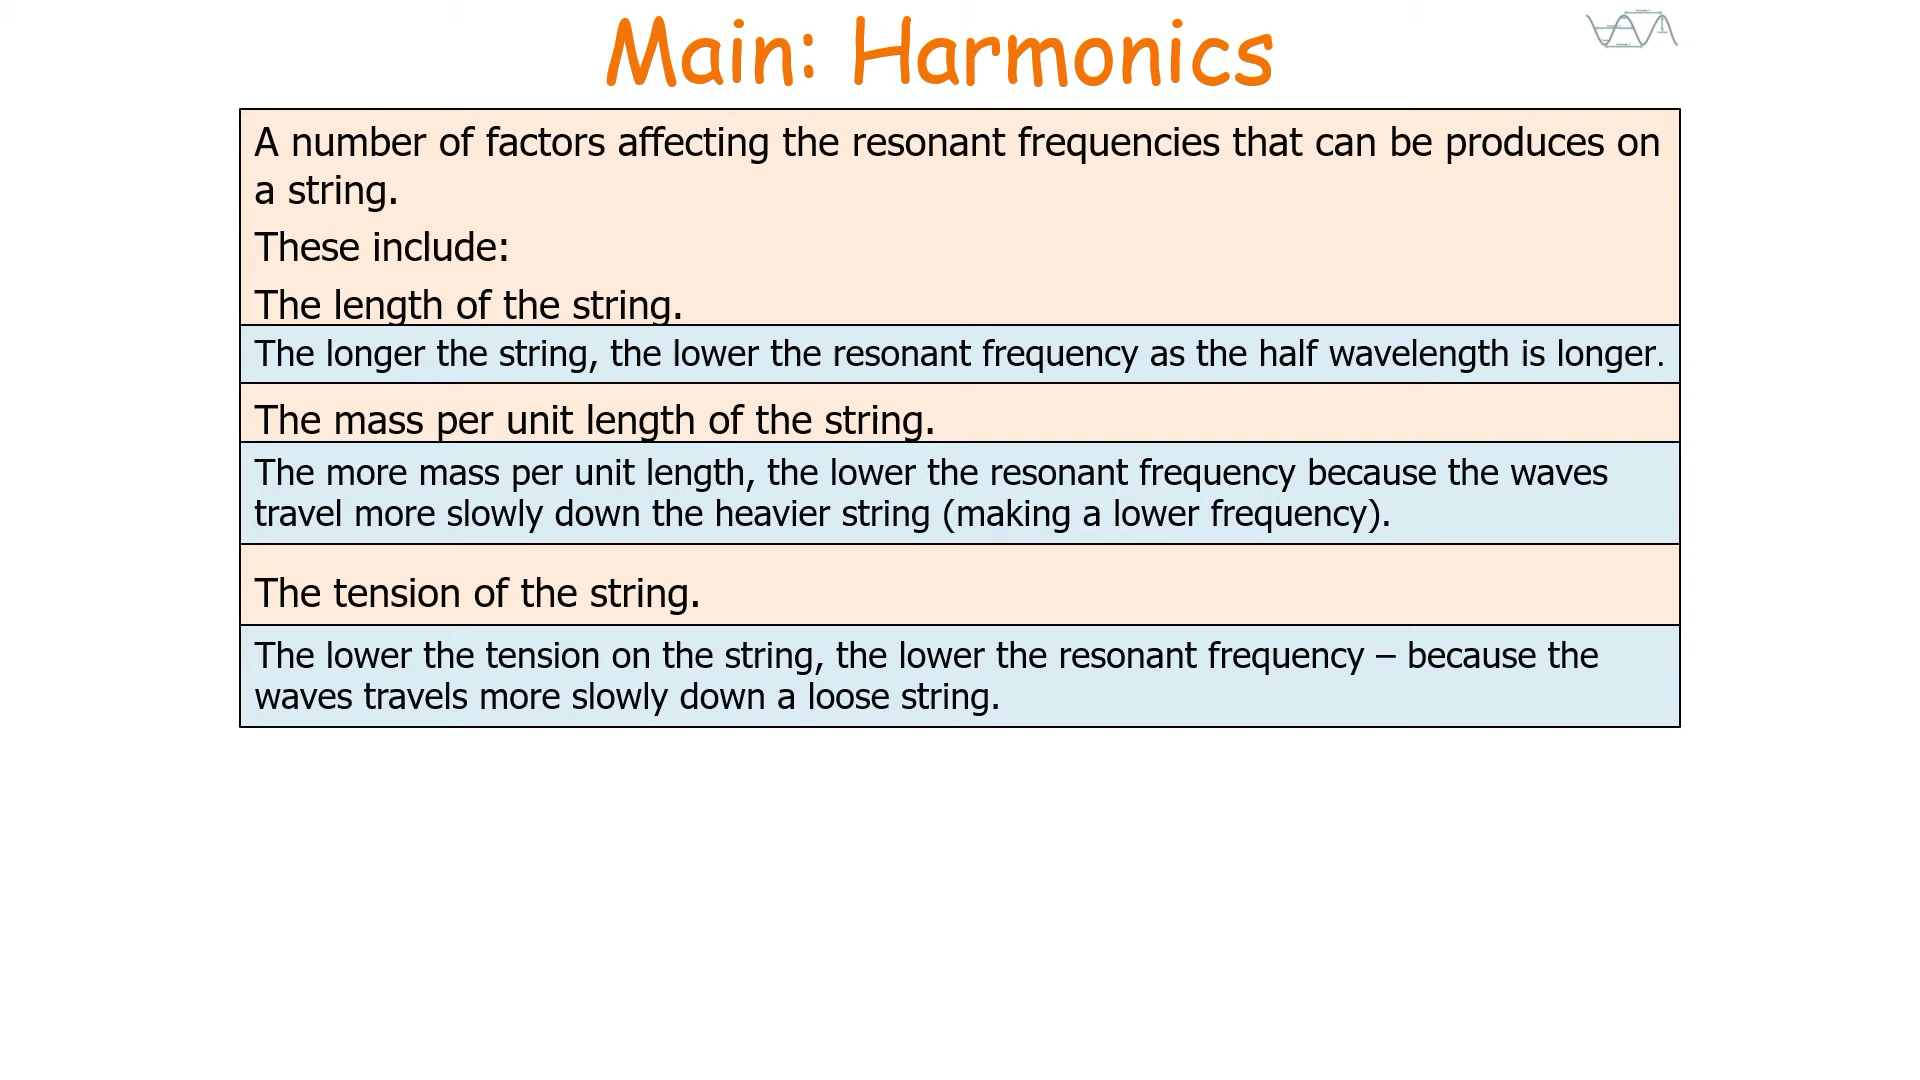 Main: Harmonics
A number of factors affecting the resonant frequencies that can be produces on
a string.
These include:
The length of the string.
The longer the string, the lower the resonant frequency as the half wavelength is longer.
The mass per unit length of the string.
The more mass per unit length, the lower the resonant frequency because the waves
travel more slowly down the heavier string (making a lower frequency).
The tension of the string.
The lower the tension on the string, the lower the resonant frequency – because the
waves travels more slowly down a loose string.